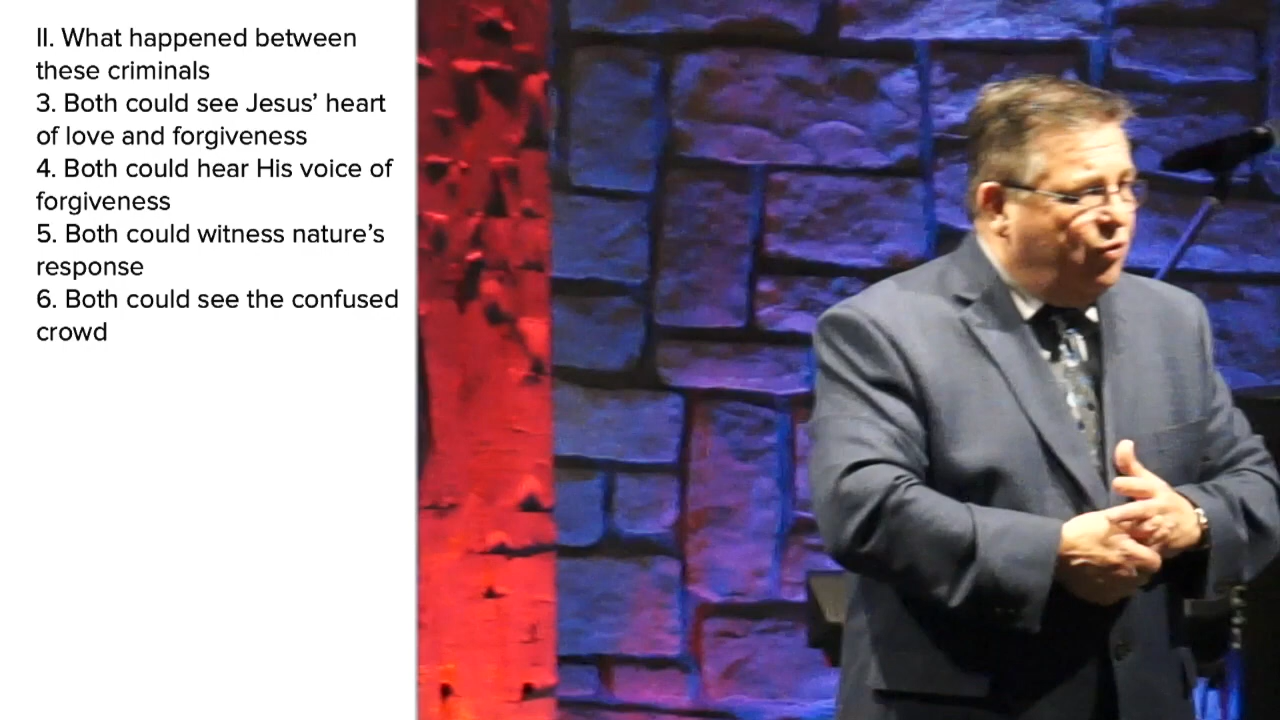 II. What happened between
these criminals
3. Both could see Jesus’ heart
of love and forgiveness
4. Both could hear His voice of
forgiveness
5. Both could witness nature’s
response
6. Both could see the confused
crowd